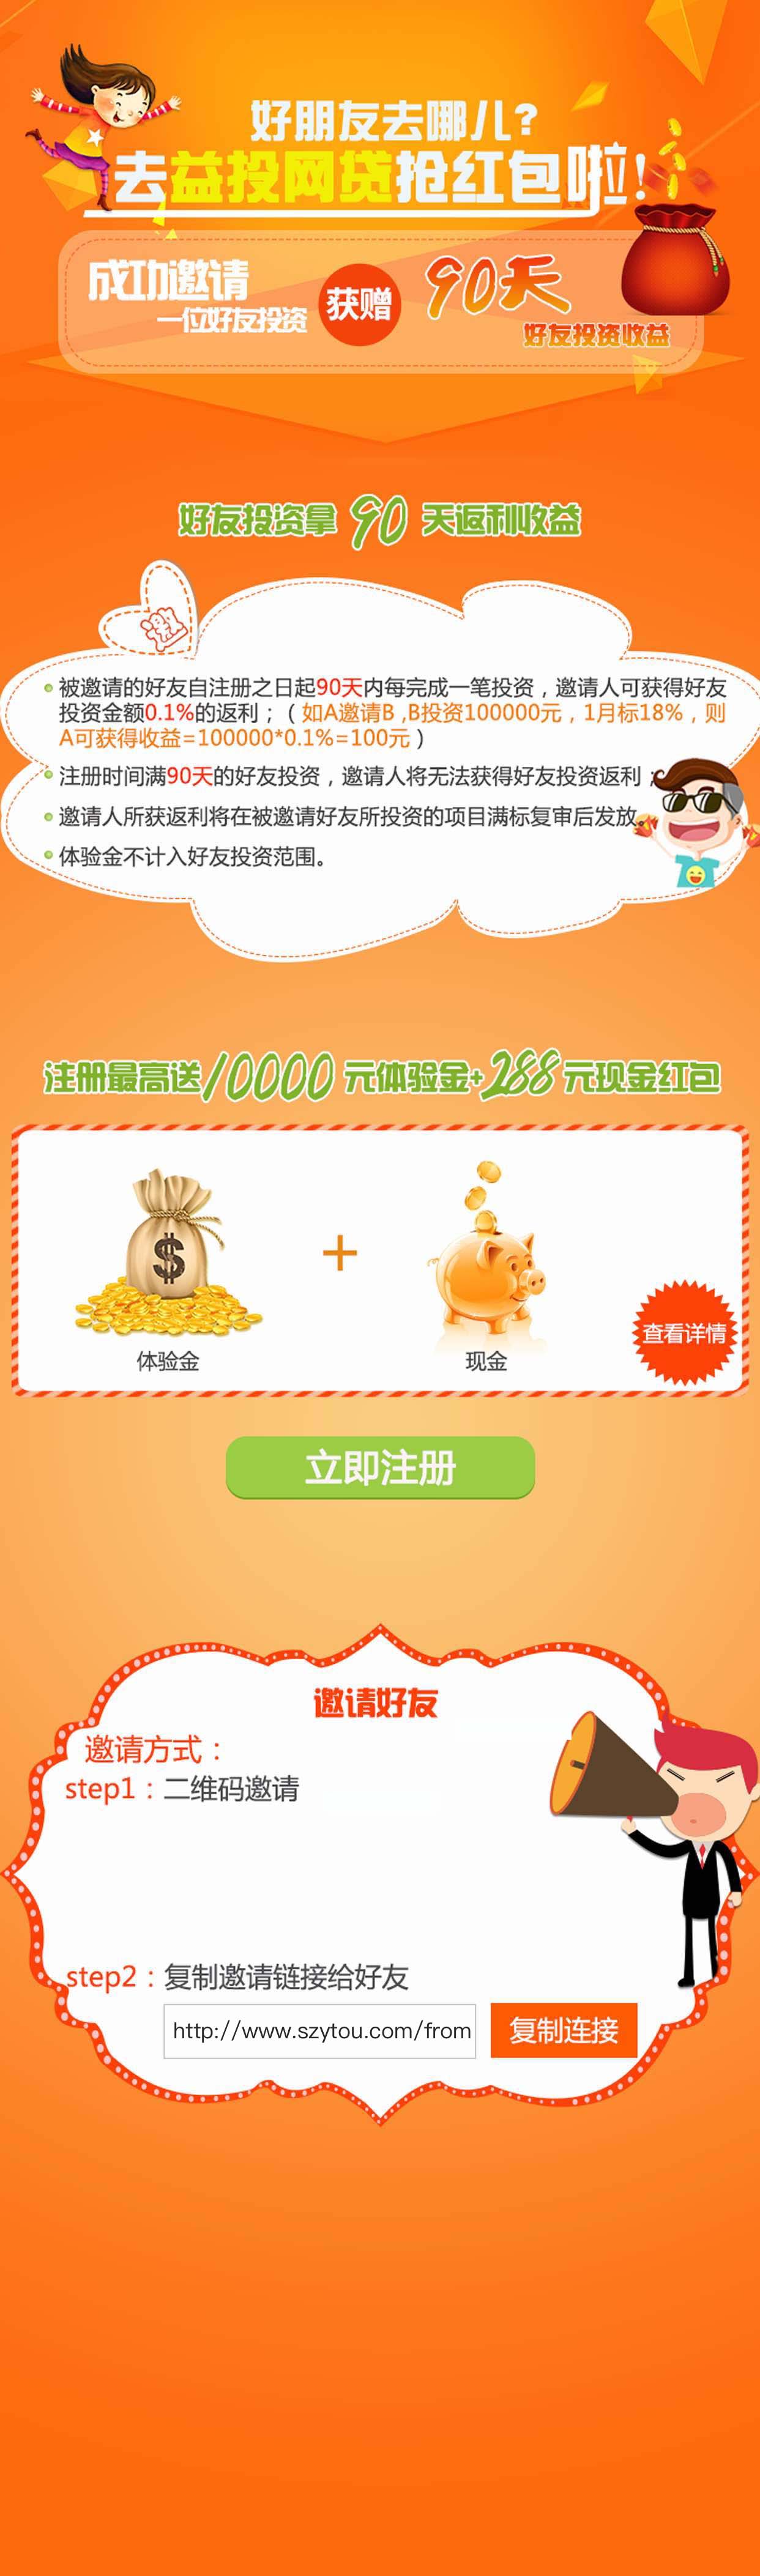 好朋友去哪儿?
去益投网贷抢红包啦!
成功邀请
一位好友投资
获赠
90天
好友投资收益
好友投资拿90天返利收益
被邀请的好友自注册之日起90天内每完成一笔投资，邀请人可获得好友
投资金额0.1%的返利；（如A邀请B ,B投资100000元，1月标18%，则
A可获得收益=100000*0.1%=100元）
注册时间满90天的好友投资，邀请人将无法获得好友投资返利；
邀请人所获返利将在被邀请好友所投资的项目满标复审后发放。
体验金不计入好友投资范围。
注册最高送10000元体验金+288元现金红包
$
+
体验金
现金
查看详情
立即注册
邀请好友
邀请方式：
step1：二维码邀请
step2：复制邀请链接给好友
http://www.szytou.com/from
复制连接